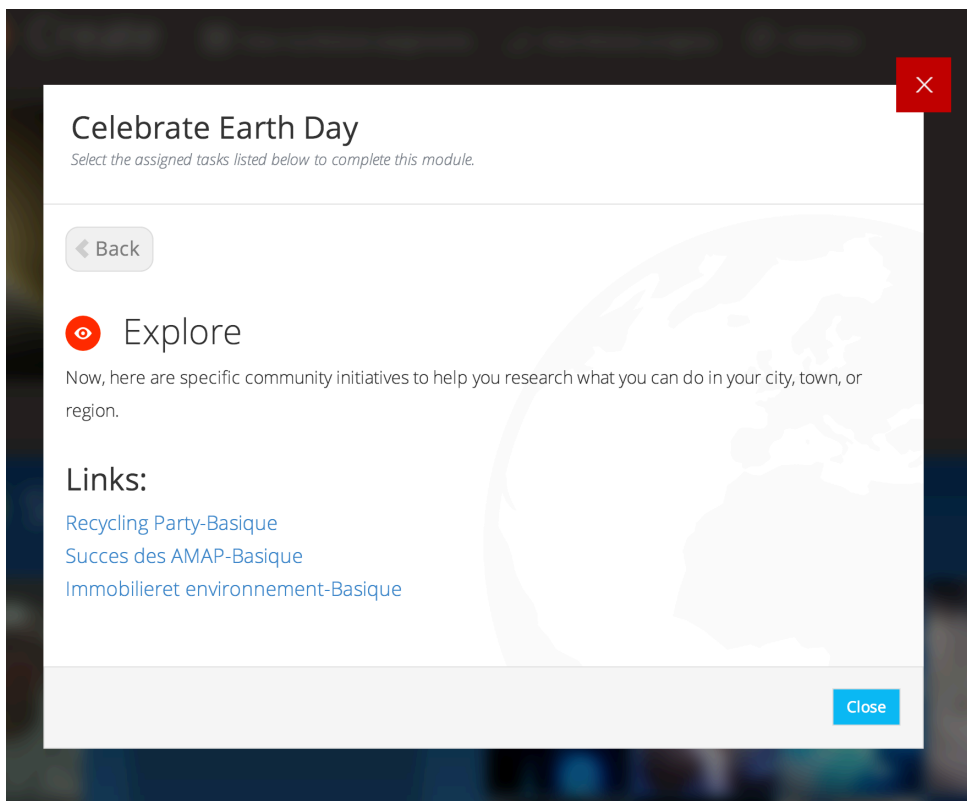 Create
Celebrate Earth Day
Select the assigned tasks listed below to complete this module.
Back
Explore
Now, here are specific community initiatives to help you research what you can do in your city, town, or
region.
Links:
Recycling Party-Basique
Succes des AMAP-Basique
Immobilieret environnement-Basique
Close